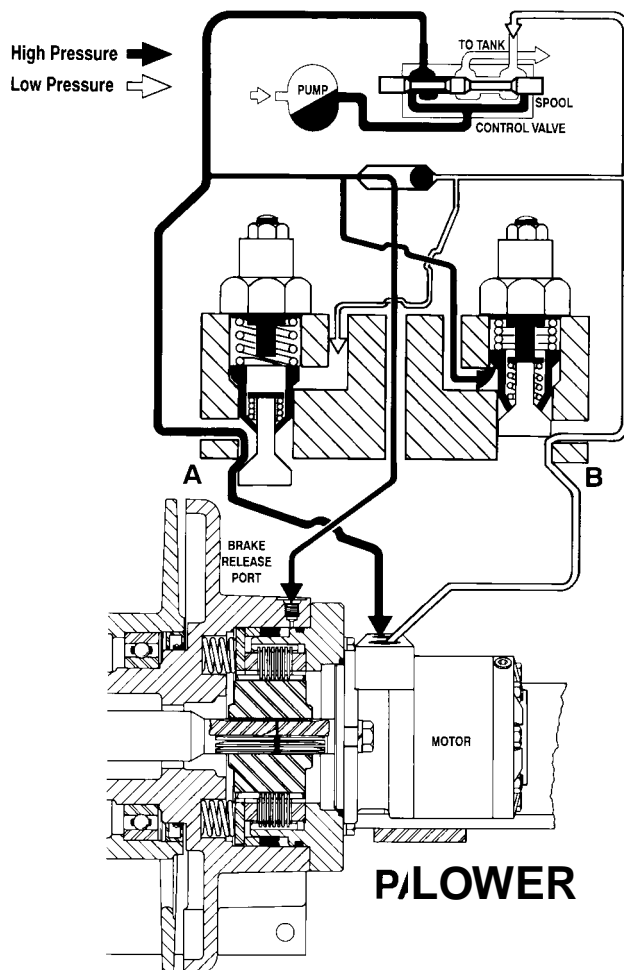 High Pressure
Low Pressure
TO TANK
PUMP
SPOOL
CONTROL VALVE
A
B
BRAKE
RELEASE
PORT
MOTOR
LOWER